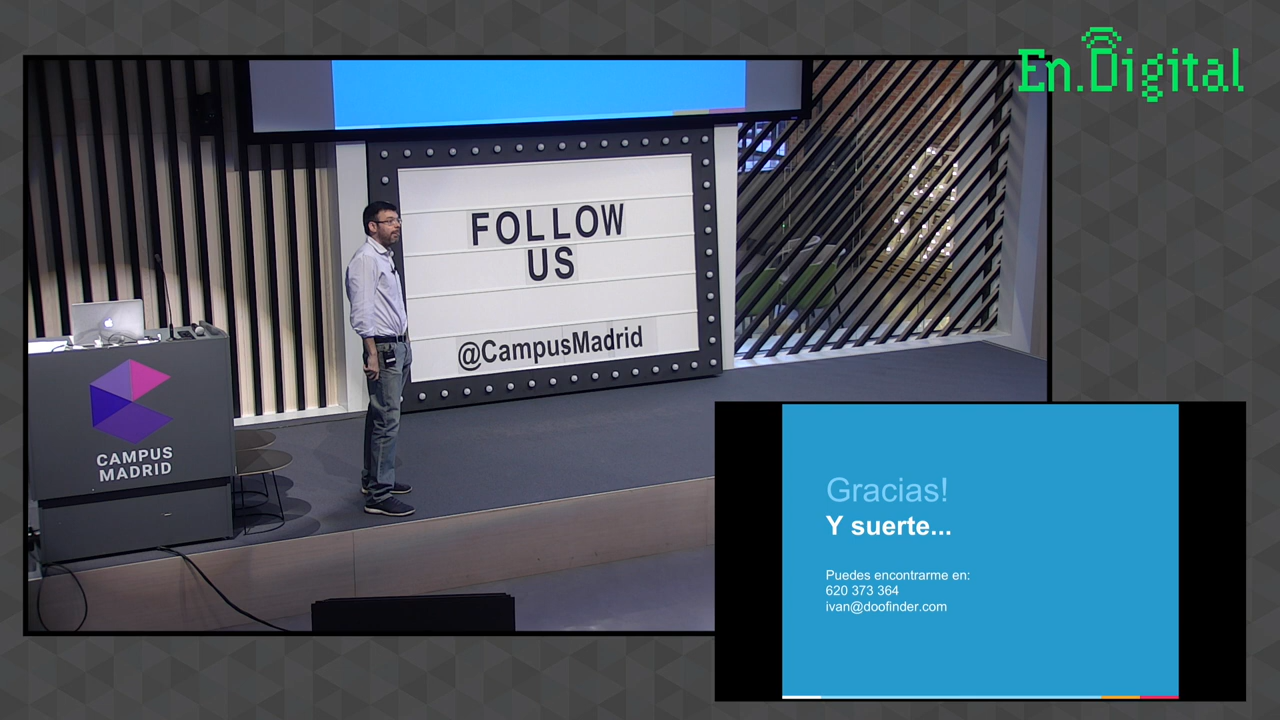 En.Digital
FOLLOW
US
@CampusMadrid
CAMPUS
MADRID
Gracias!
Y suerte...
Puedes encontrarme en:
620 373 364
ivan@doofinder.com